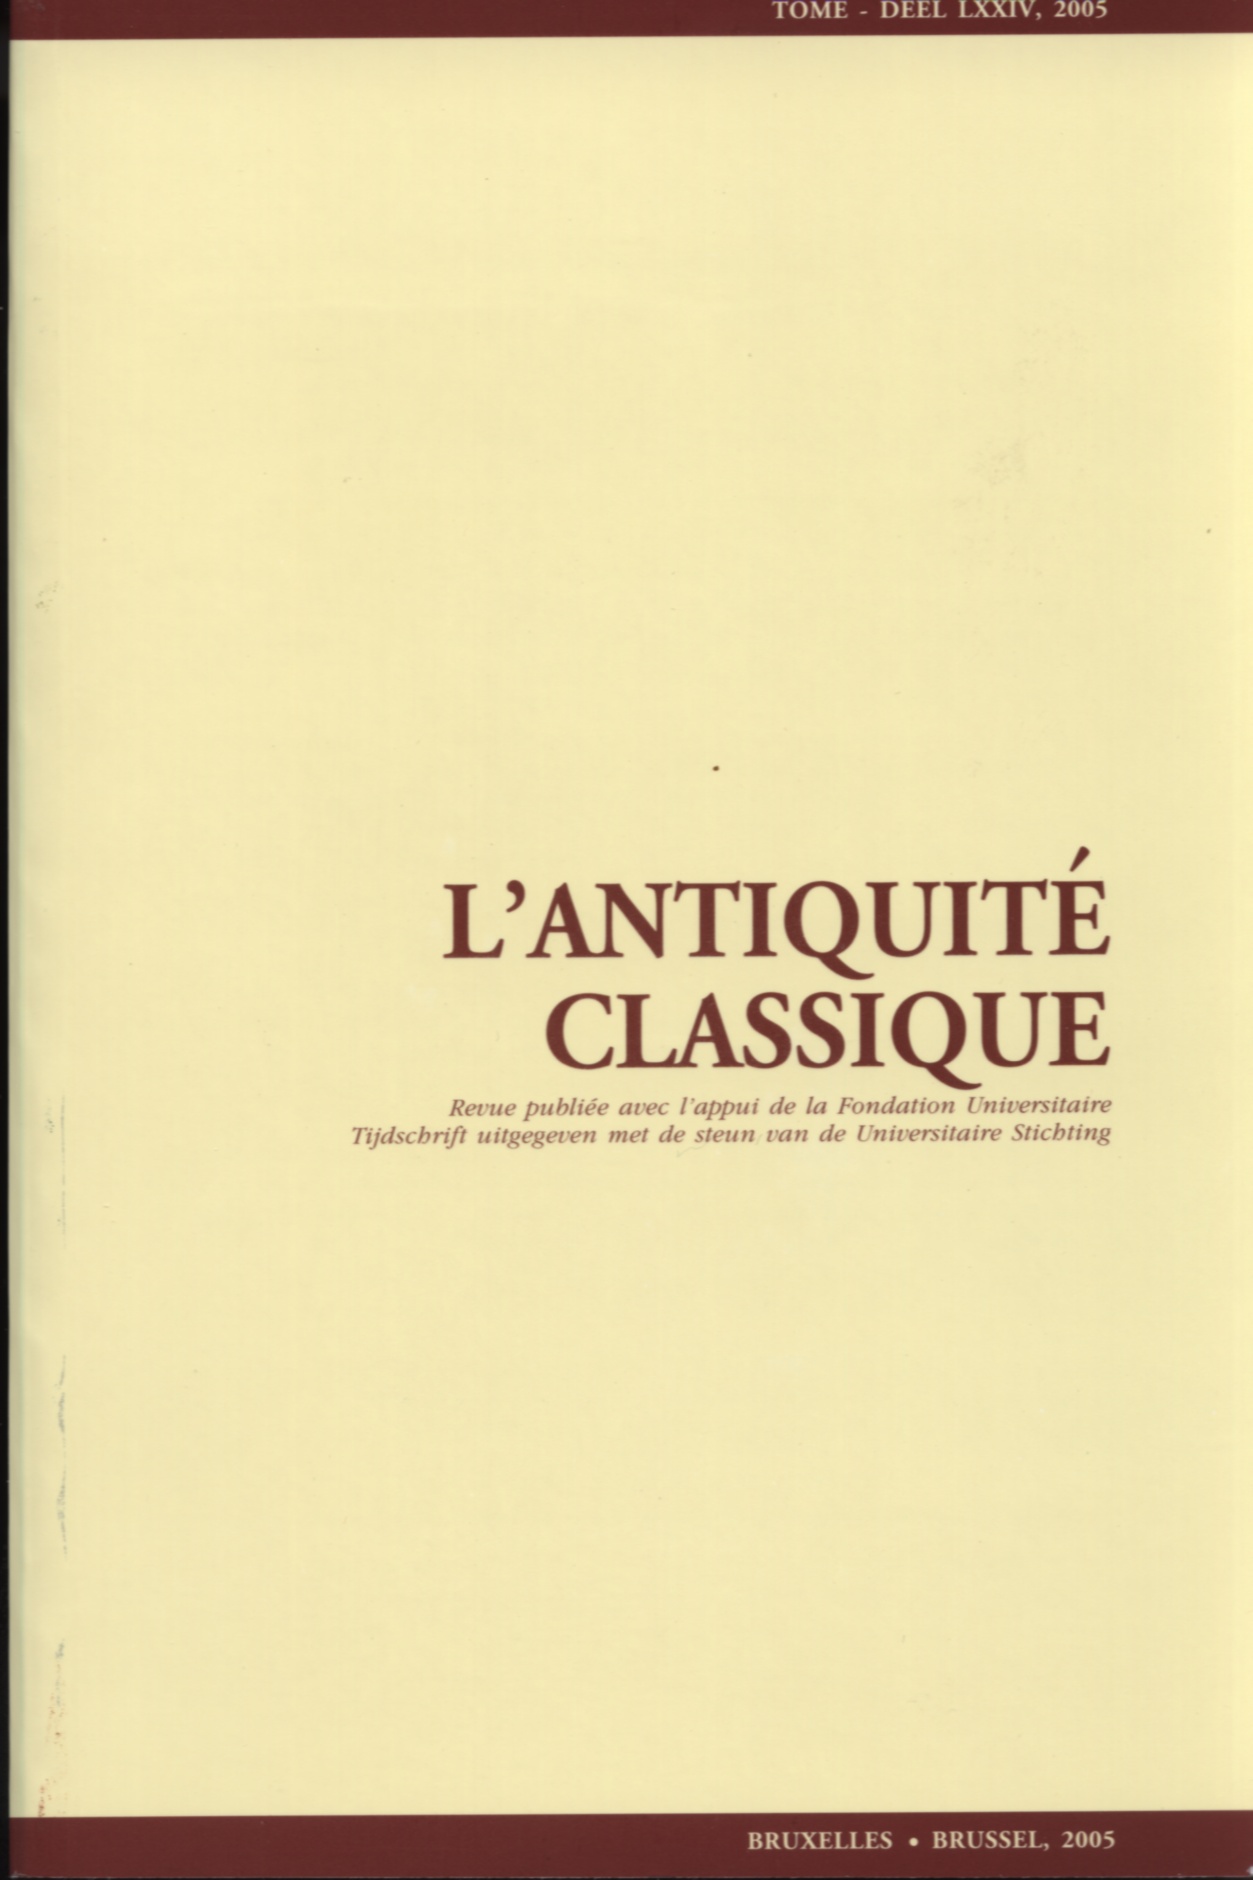 TOME - DEEL LXXIV, 2005
L’ANTIQUITÉ
CLASSIQUE
Revue publiée avec l’appui de la Fondation Universitaire
Tijdschrift uitgegeven met de steun van de Universitaire Stichting
BRUXELLES • BRUSSEL, 2005